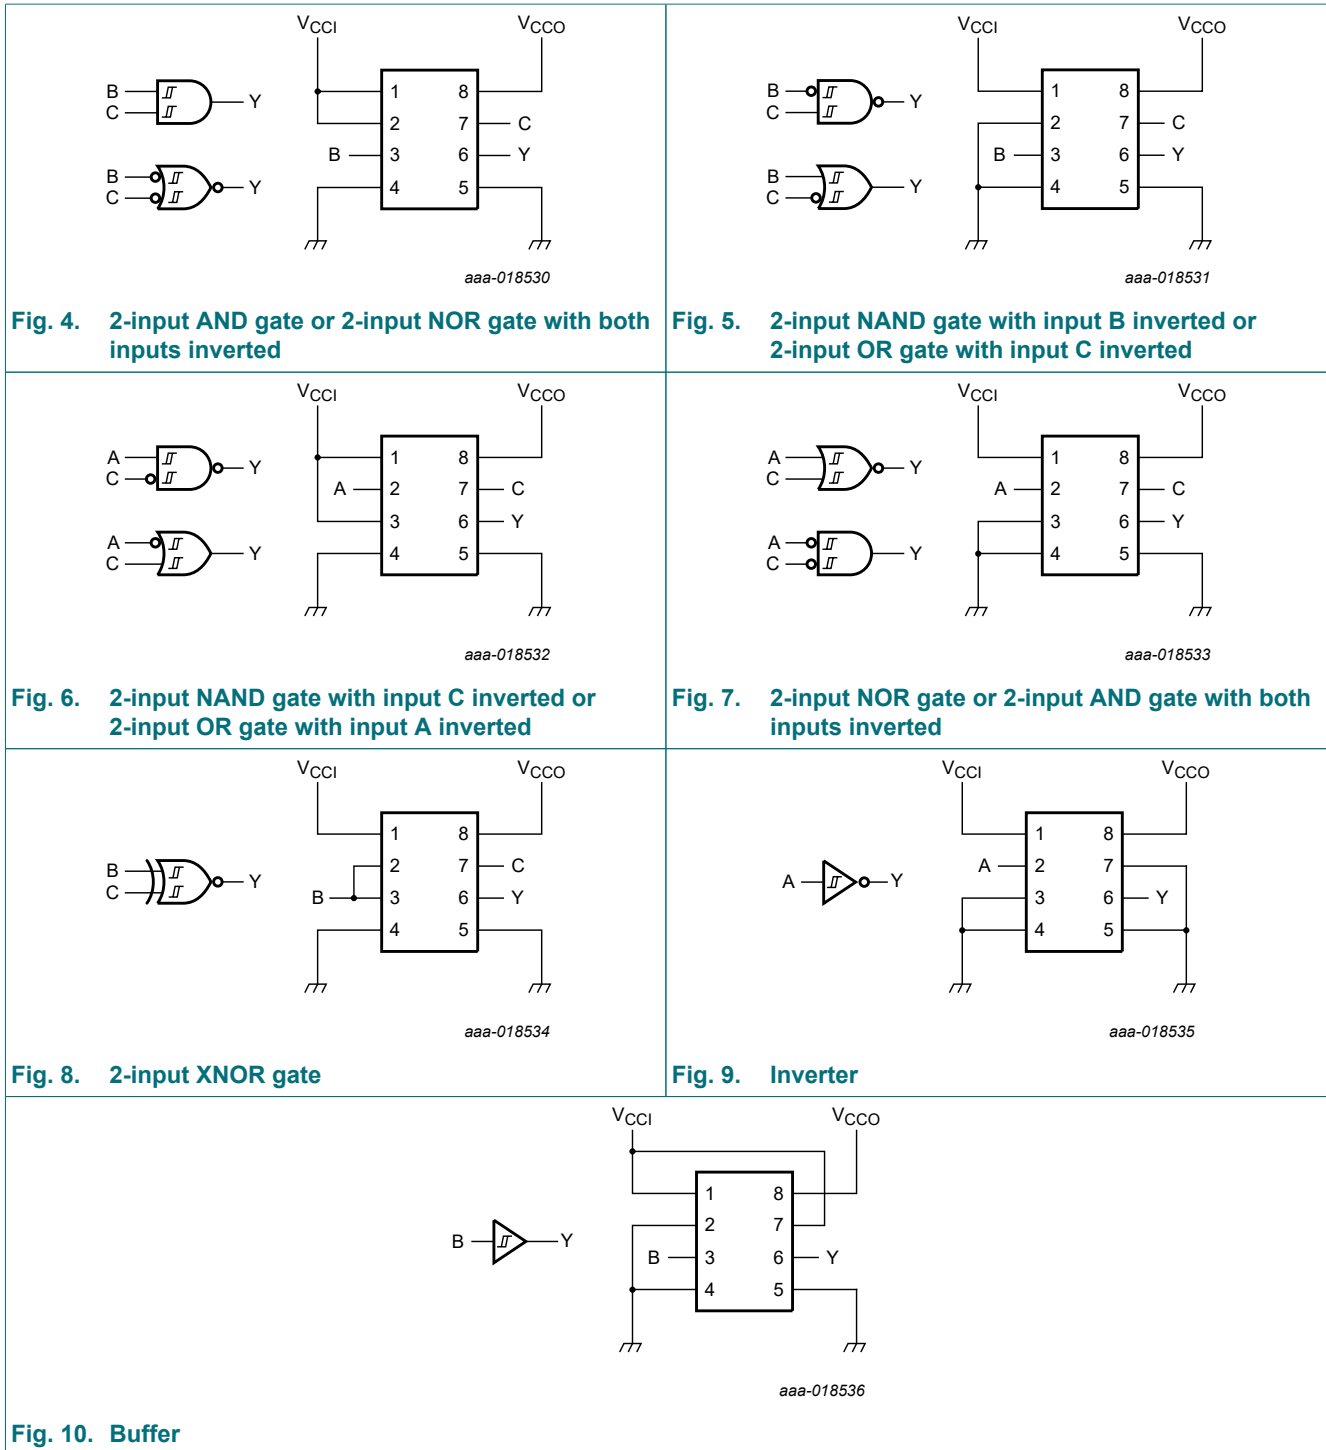 VCCI VCCO
B
C
Y
B
C
Y
1 8
2 7 C
B 3 6 Y
4 5
aaa-018530
Fig. 4. 2-input AND gate or 2-input NOR gate with both
inputs inverted
VCCI VCCO
B
C
Y
B
C
Y
1 8
2 7 C
B 3 6 Y
4 5
aaa-018531
Fig. 5. 2-input NAND gate with input B inverted or
2-input OR gate with input C inverted
VCCI VCCO
A
C
Y
A
C
Y
1 8
A 2 7 C
3 6 Y
4 5
aaa-018532
Fig. 6. 2-input NAND gate with input C inverted or
2-input OR gate with input A inverted
VCCI VCCO
A
C
Y
A
C
Y
1 8
A 2 7 C
3 6 Y
4 5
aaa-018533
Fig. 7. 2-input NOR gate or 2-input AND gate with both
inputs inverted
VCCI VCCO
B
C
Y
1 8
2 7 C
B 3 6 Y
4 5
aaa-018534
Fig. 8. 2-input XNOR gate
VCCI VCCO
A Y
1 8
A 2 7
3 6 Y
4 5
aaa-018535
Fig. 9. Inverter
VCCI VCCO
B Y
1 8
2 7
B 3 6 Y
4 5
aaa-018536
Fig. 10. Buffer